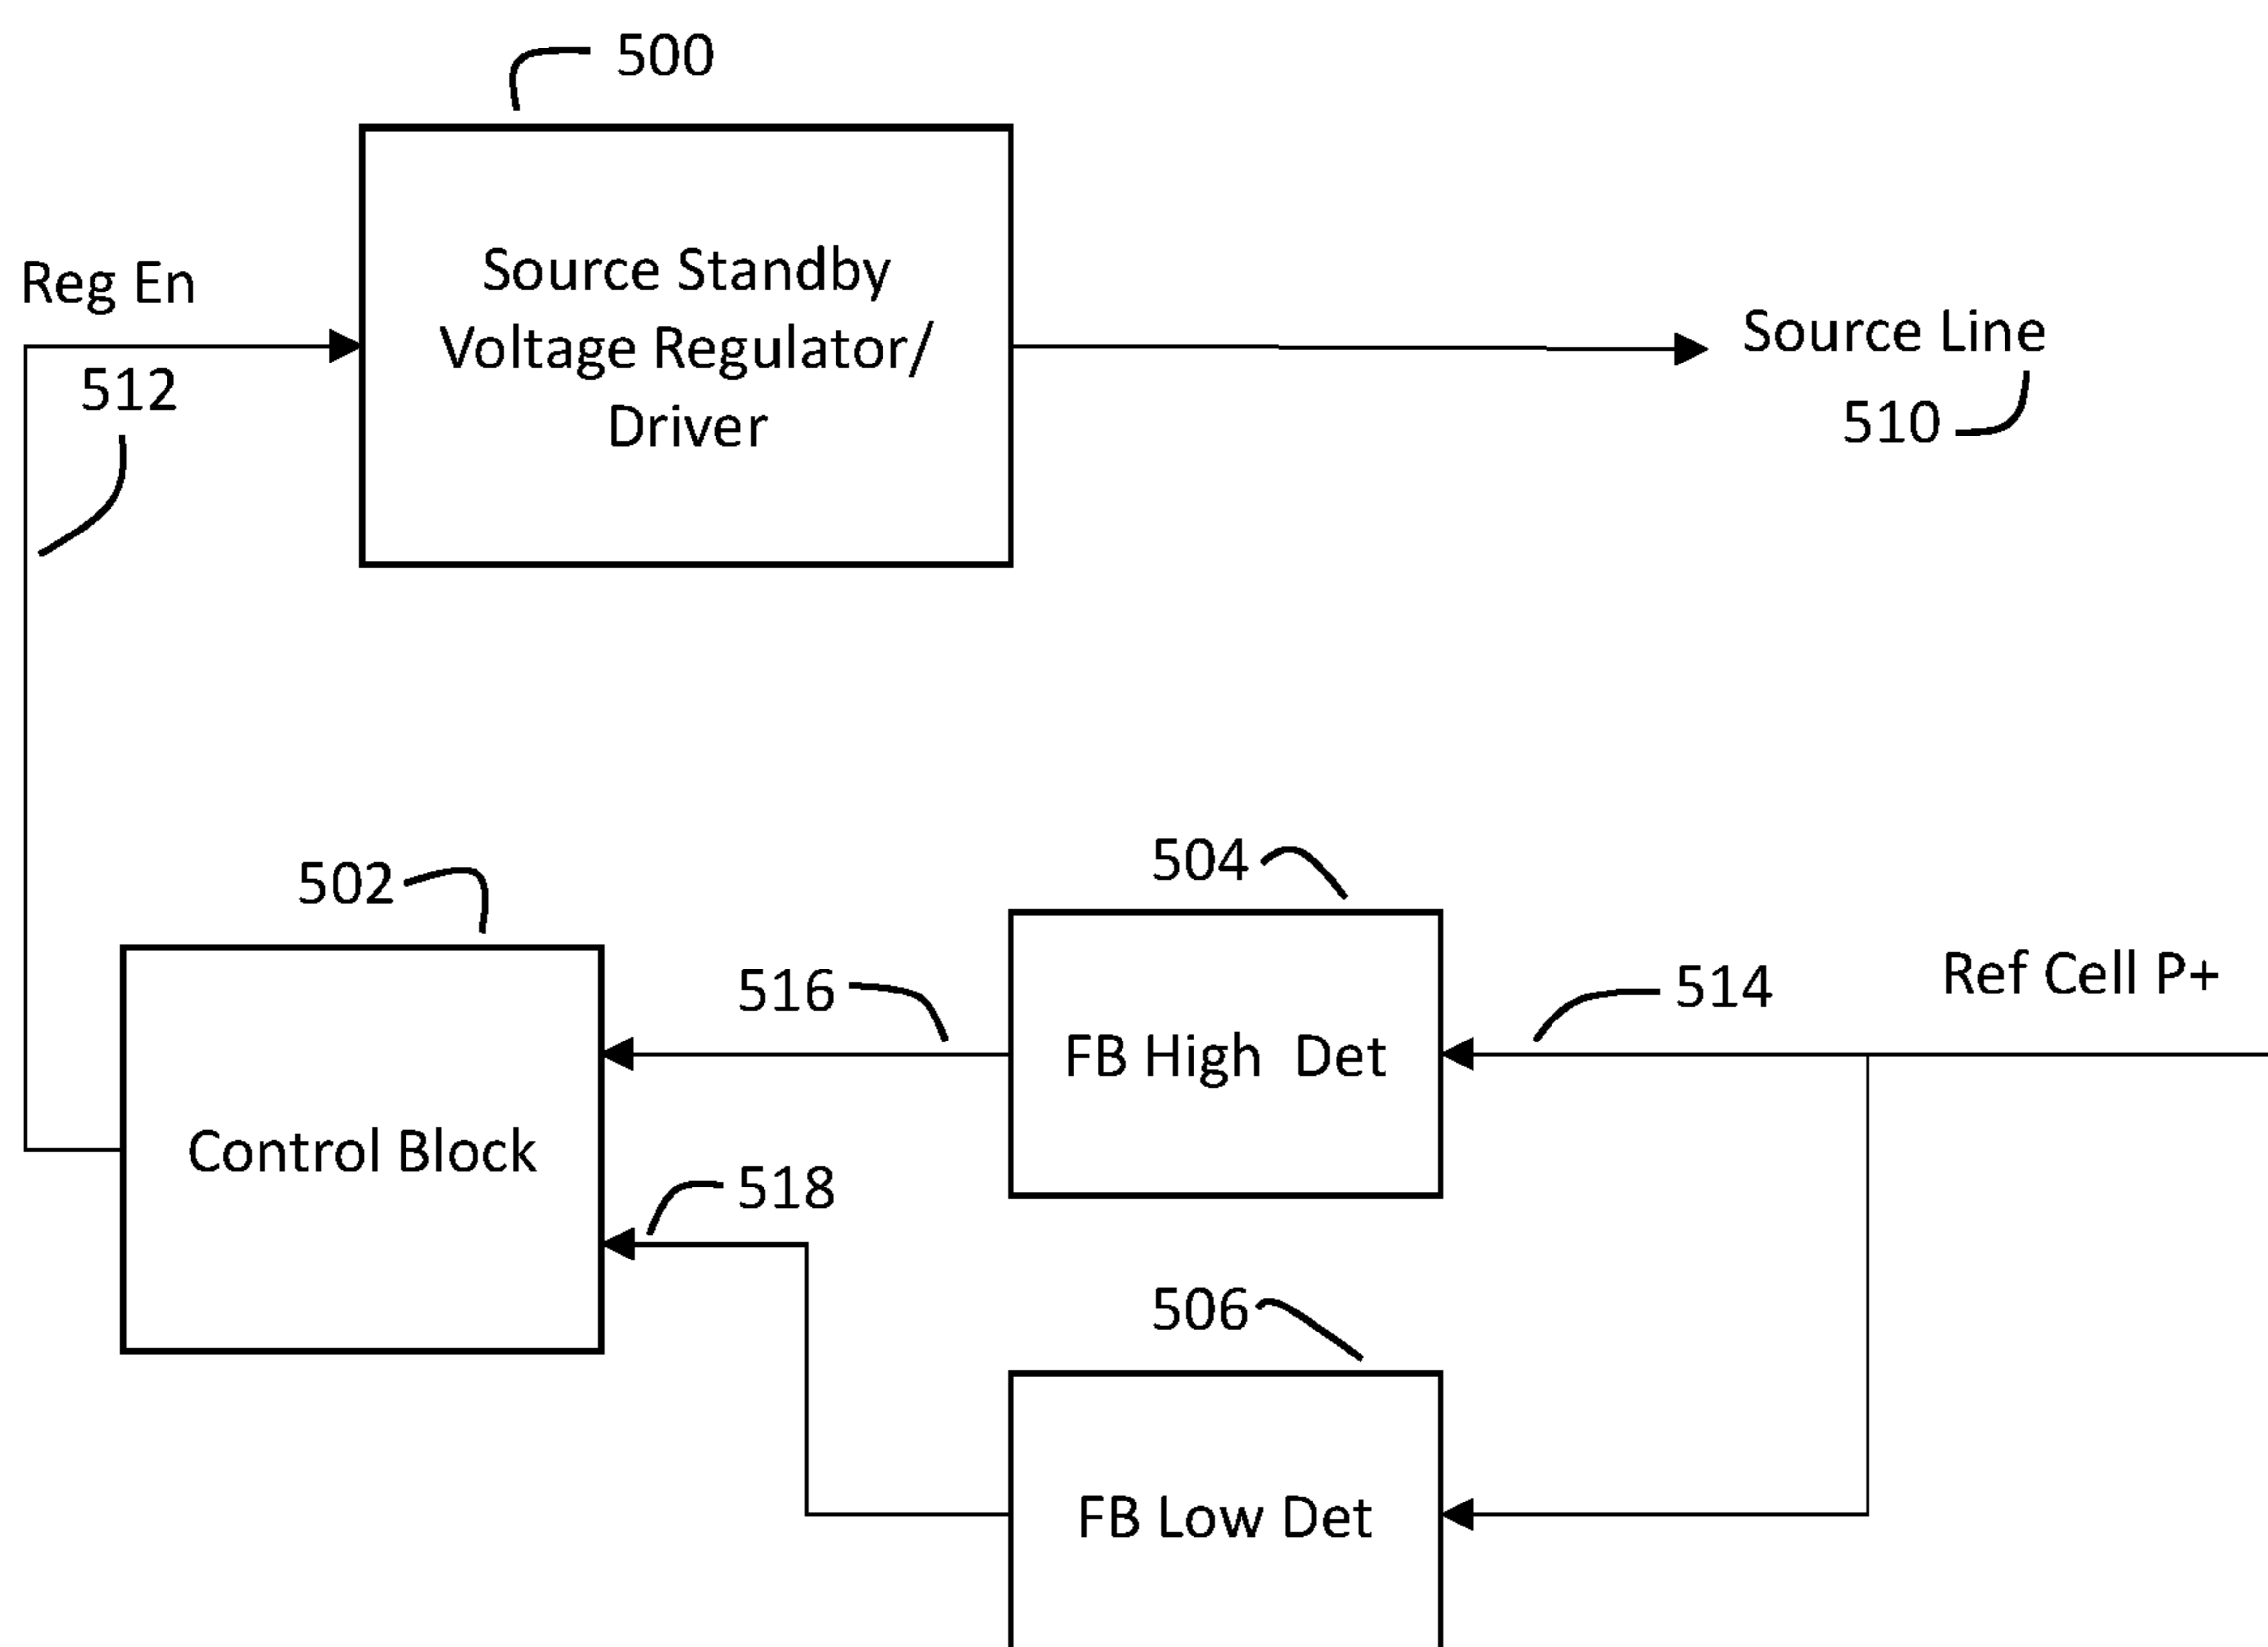 500
Source Standby
Voltage Regulator/
Driver
Reg En
512
Source Line
510
502
504
516
514
Ref Cell P+
FB High Det
Control Block
518
506
FB Low Det